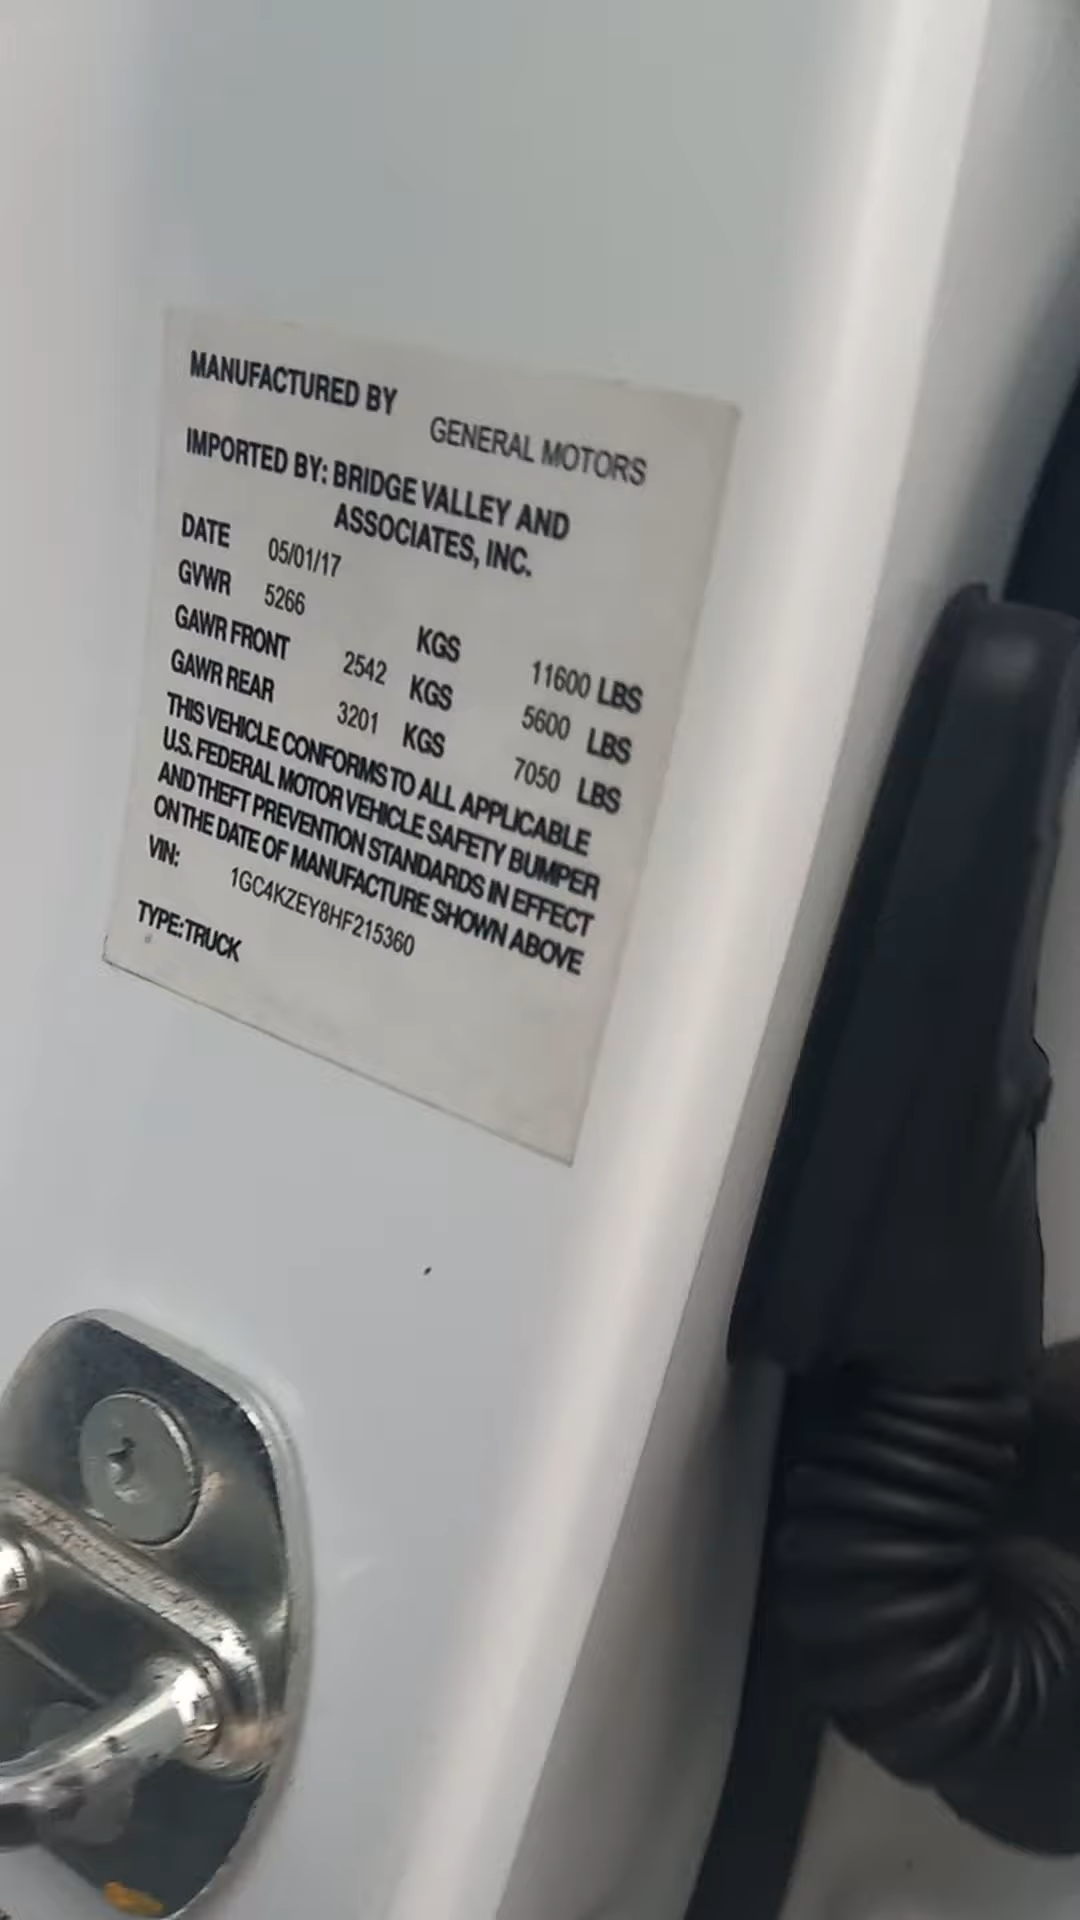 MANUFACTURED BY GENERAL MOTORS
IMPORTED BY: BRIDGE VALLEY AND
ASSOCIATES, INC.
DATE 05/01/17
GVWR 5266 KGS 11600 LBS
GAWR FRONT 2542 KGS 5600 LBS
GAWR REAR 3201 KGS 7050 LBS
THIS VEHICLE CONFORMS TO ALL APPLICABLE
U.S. FEDERAL MOTOR VEHICLE SAFETY BUMPER
AND THEFT PREVENTION STANDARDS IN EFFECT
ON THE DATE OF MANUFACTURE SHOWN ABOVE
VIN: 1GC4KZEY8HF215360
TYPE:TRUCK